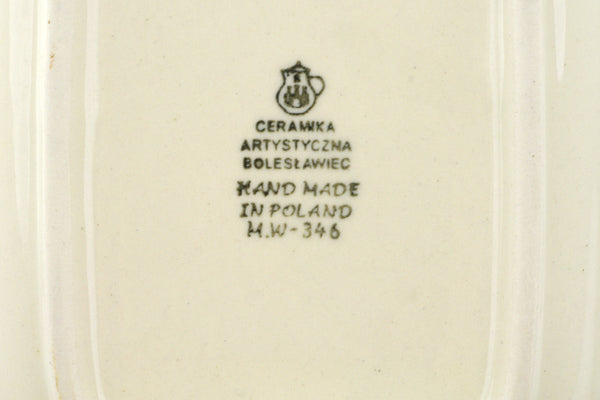 CERAMIKA
ARTYSTYCZNA
BOLESŁAWIEC
HAND MADE
IN POLAND
M.W-346